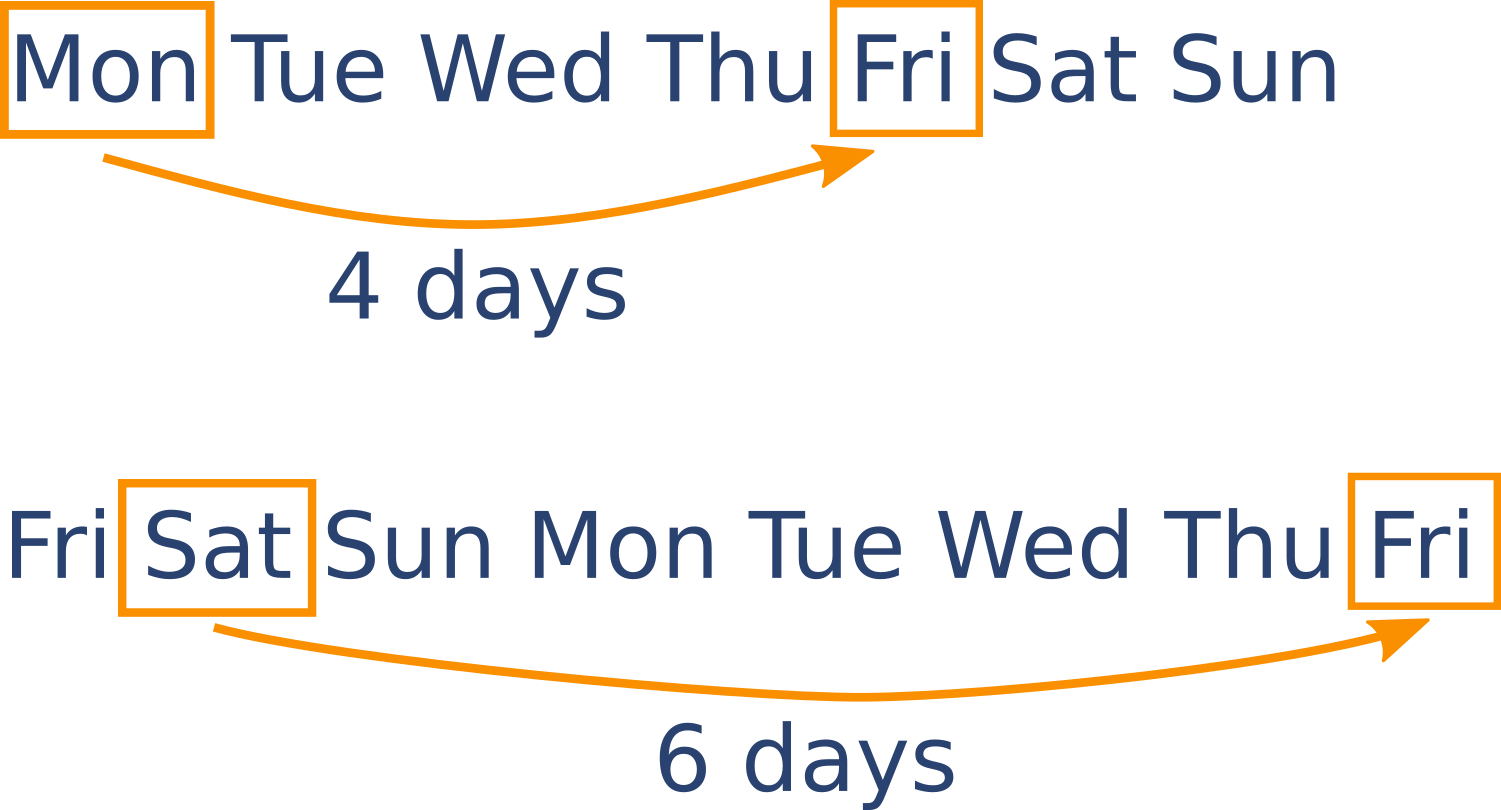 Mon Tue Wed Thu Fri Sat Sun
4 days
Fri Sat Sun Mon Tue Wed Thu Fri
6 days